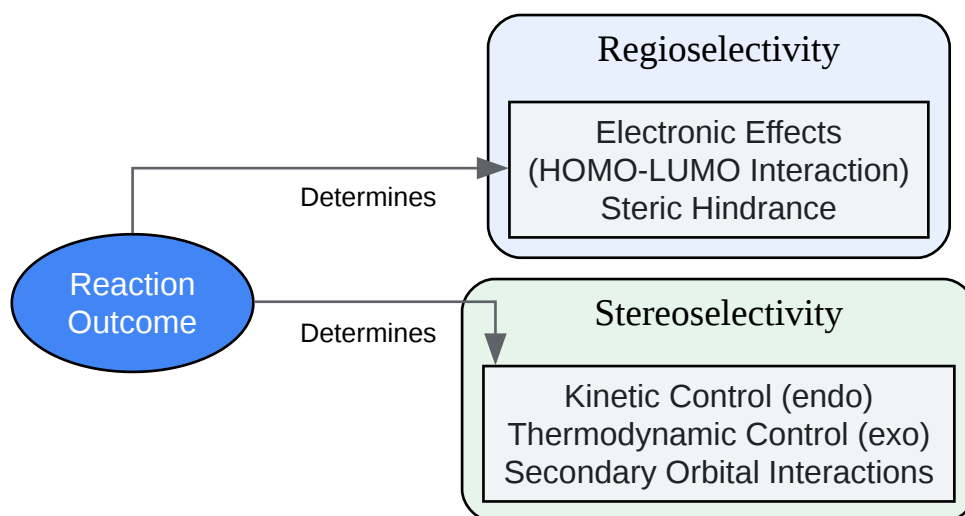 Regioselectivity
Electronic Effects
(HOMO-LUMO Interaction)
Steric Hindrance
Determines
Reaction
Outcome
Determines
Stereoselectivity
Kinetic Control (endo)
Thermodynamic Control (exo)
Secondary Orbital Interactions